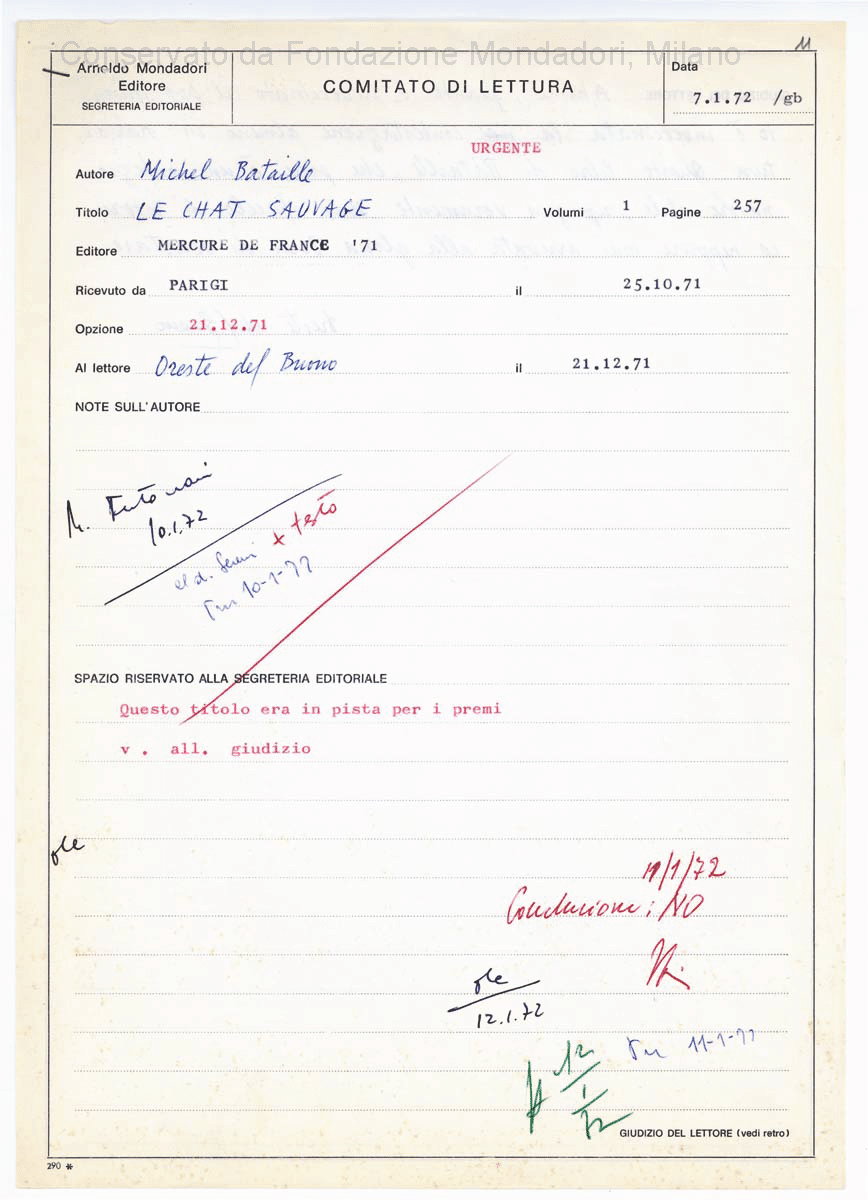 Conservato da Fondazione Mondadori, Milano
11
Arnoldo Mondadori
Editore
SEGRETERIA EDITORIALE
COMITATO DI LETTURA
Data
7.1.72 /gb
URGENTE
Autore Michel Bataille
Titolo LE CHAT SAUVAGE Volumi 1 Pagine 257
Editore MERCURE DE FRANCE '71
Ricevuto da PARIGI il 25.10.71
Opzione 21.12.71
Al lettore Oreste del Buono il 21.12.71
NOTE SULL'AUTORE
10.1.72
+ testo
10-1-72
SPAZIO RISERVATO ALLA SEGRETERIA EDITORIALE
Questo titolo era in pista per i premi
v . all. giudizio
ole
11/1/72
Conclusione: NO
ole
12.1.72
11-1-72
12
1
72
GIUDIZIO DEL LETTORE (vedi retro)
290 *